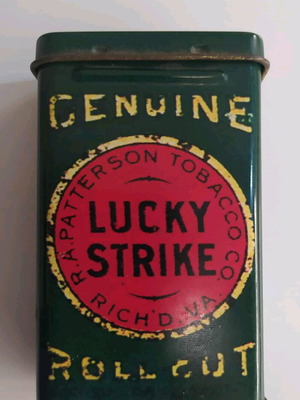 GENUINE
R.A. PATTERSON TOBACCO CO.
LUCKY
STRIKE
RICH'D VA.
ROLL CUT